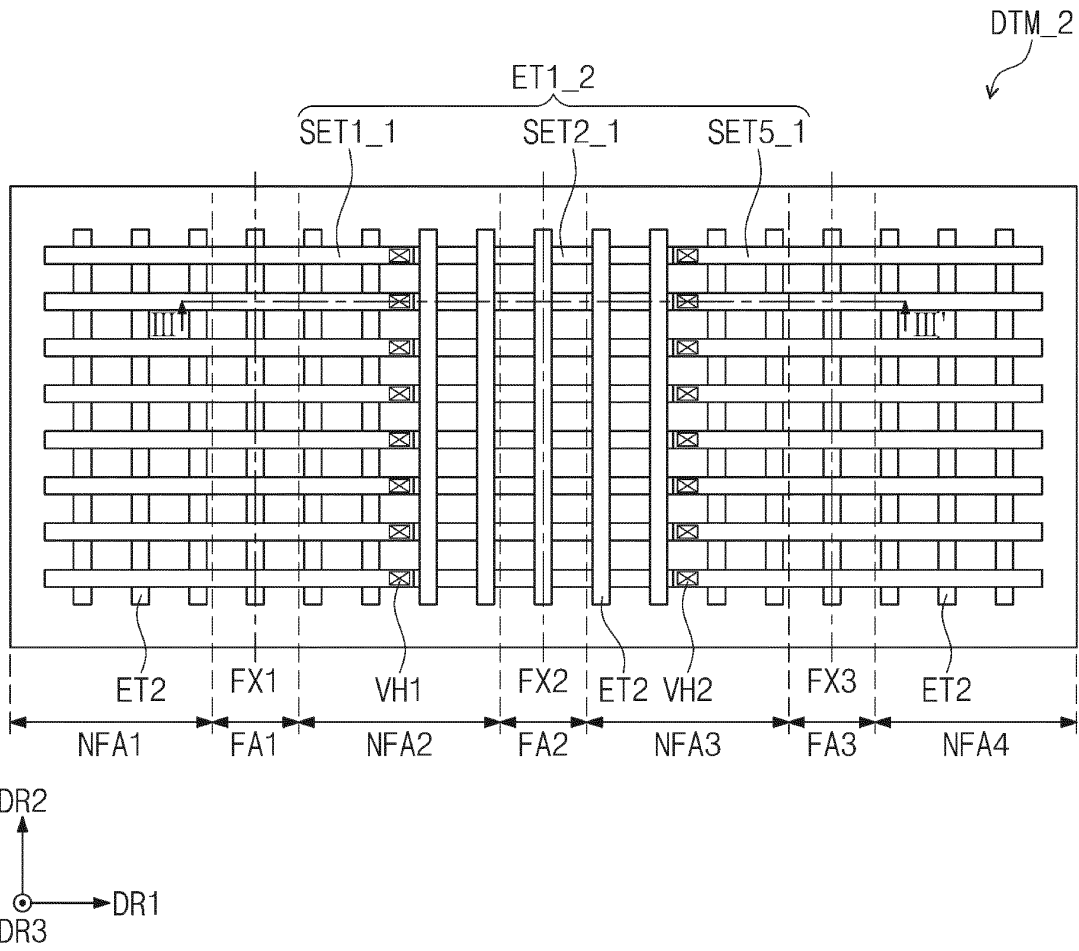 DTM_2
ET1_2
SET1_1 SET2_1 SET5_1
III III'
ET2 FX1 VH1 FX2 ET2 VH2 FX3 ET2
NFA1 FA1 NFA2 FA2 NFA3 FA3 NFA4
DR2
DR1
DR3